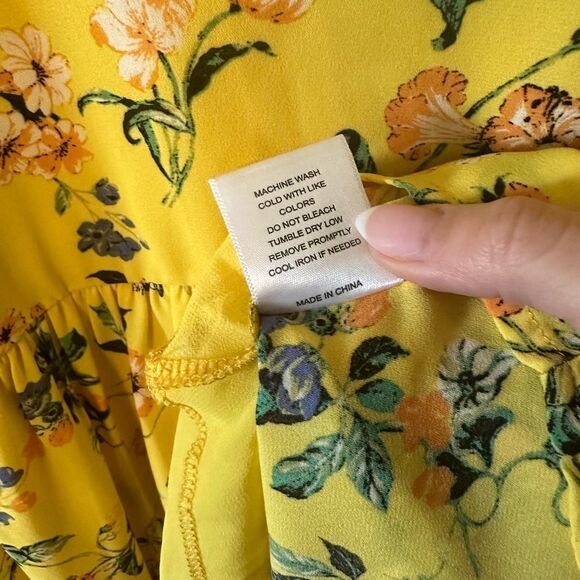 MACHINE WASH
COLD WITH LIKE
COLORS
DO NOT BLEACH
TUMBLE DRY LOW
REMOVE PROMPTLY
COOL IRON IF NEEDED
MADE IN CHINA